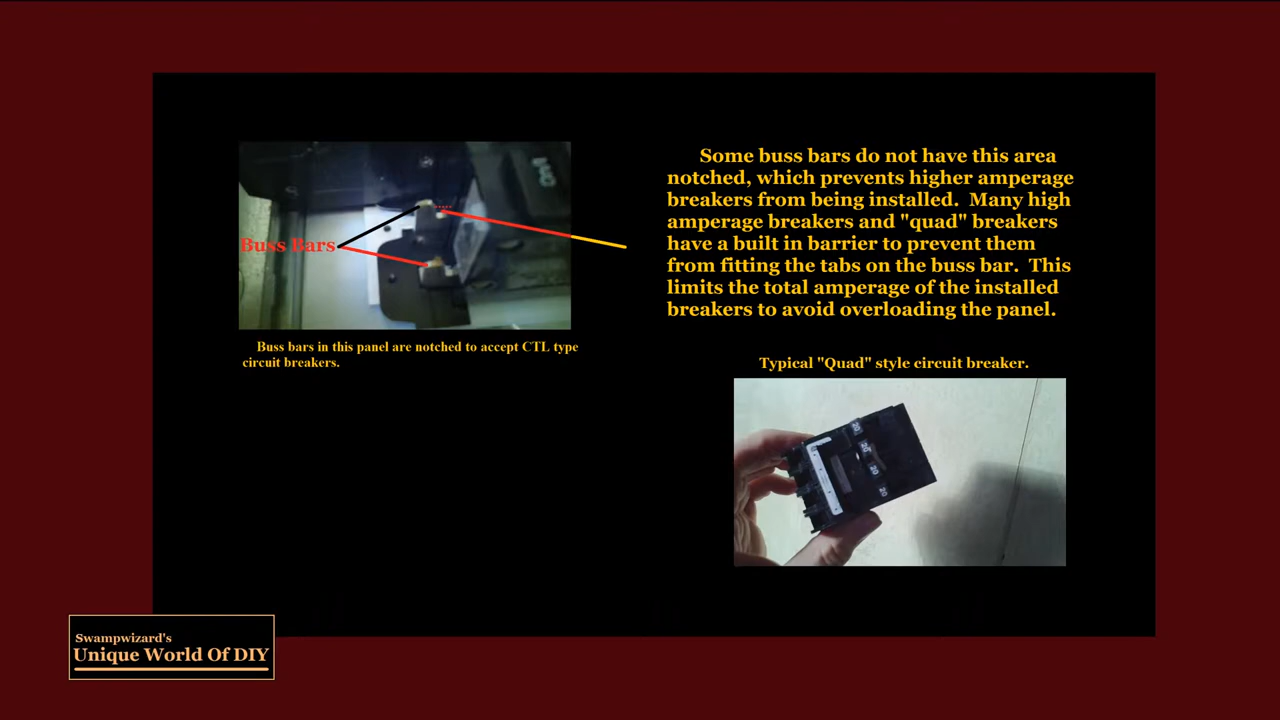 Buss Bars
Buss bars in this panel are notched to accept CTL type
circuit breakers.
Some buss bars do not have this area
notched, which prevents higher amperage
breakers from being installed.  Many high
amperage breakers and "quad" breakers
have a built in barrier to prevent them
from fitting the tabs on the buss bar.  This
limits the total amperage of the installed
breakers to avoid overloading the panel.
Typical "Quad" style circuit breaker.
20
20
20
20
Swampwizard's
Unique World Of DIY